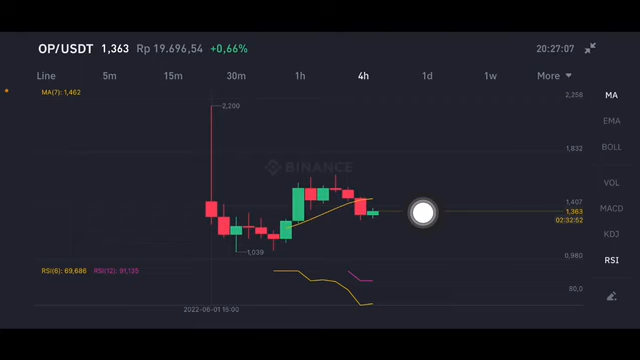 OP/USDT 1,363 Rp 19.696,54 +0,66% 20:27:07
Line 5m 15m 30m 1h 4h 1d 1w More
MA(7): 1,462
2,258
MA
2,200
EMA
1,832
BOLL
BINANCE
VOL
1,407
MACD
1,363
02:32:52
KDJ
1,039
0,980
RSI
RSI(6): 69,686 RSI(12): 91,135
80,0
2022-06-01 15:00